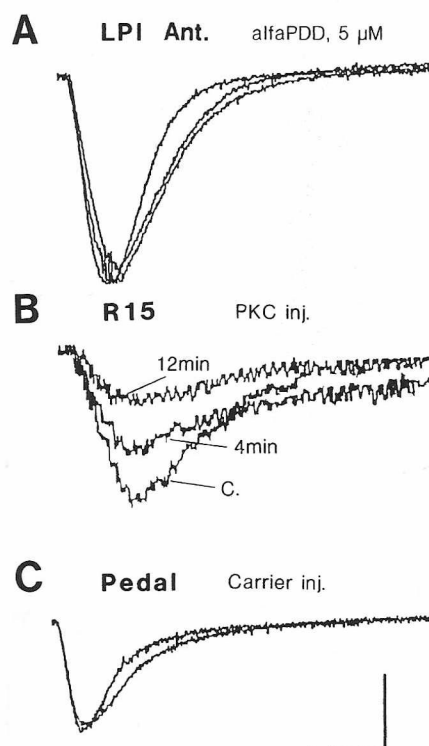 A LPI Ant. alfaPDD, 5 µM
B R15 PKC inj.
12min
4min
C.
C Pedal Carrier inj.